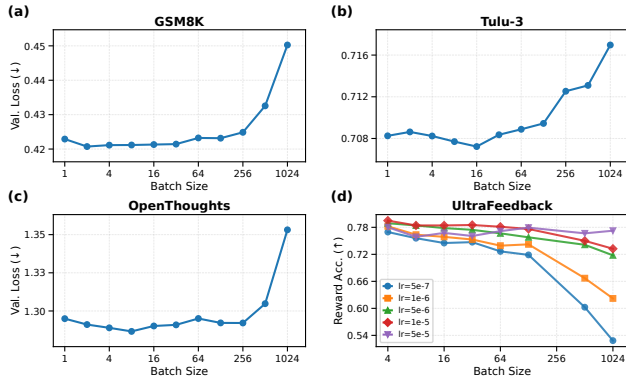 (a)
GSM8K
Val. Loss (↓)
0.45
0.44
0.43
0.42
1 4 16 64 256 1024
Batch Size
(b)
Tulu-3
0.716
0.712
0.708
1 4 16 64 256 1024
Batch Size
(c)
OpenThoughts
Val. Loss (↓)
1.35
1.33
1.30
1 4 16 64 256 1024
Batch Size
(d)
UltraFeedback
Reward Acc. (↑)
0.78
0.72
0.66
0.60
0.54
lr=5e-7
lr=1e-6
lr=5e-6
lr=1e-5
lr=5e-5
4 16 64 256 1024
Batch Size